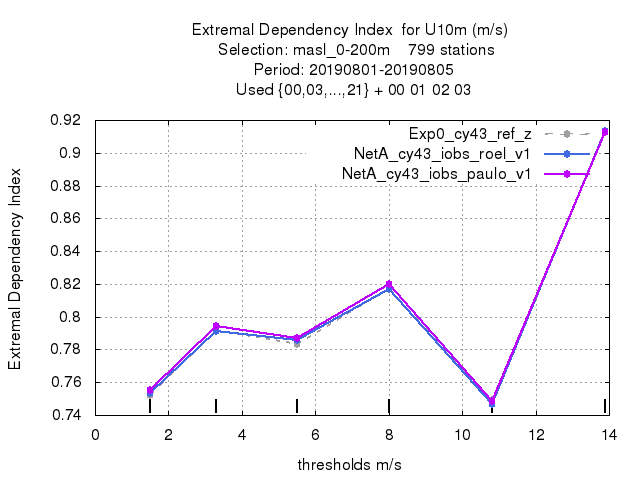 Extremal Dependency Index  for U10m (m/s)
Selection: masl_0-200m    799 stations
Period: 20190801-20190805
Used {00,03,...,21} + 00 01 02 03
Exp0_cy43_ref_z
NetA_cy43_iobs_roel_v1
NetA_cy43_iobs_paulo_v1
Extremal Dependency Index
0.92
0.9
0.88
0.86
0.84
0.82
0.8
0.78
0.76
0.74
0 2 4 6 8 10 12 14
thresholds m/s